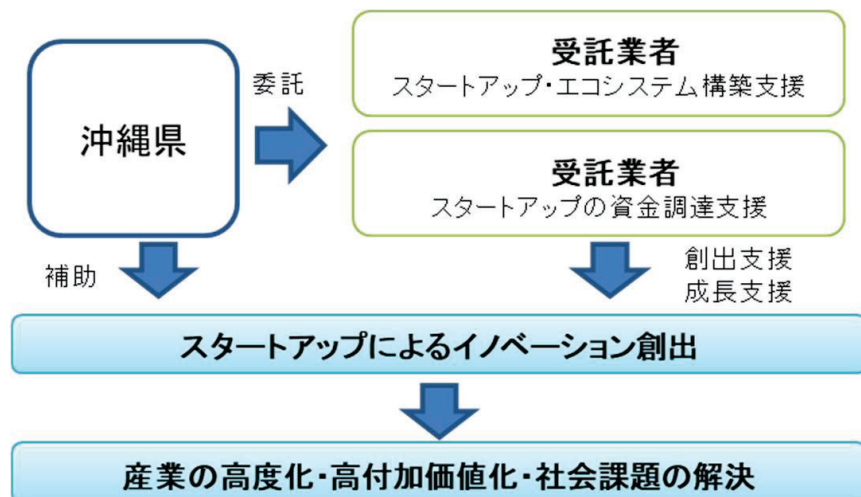 沖縄県
委託
受託業者
スタートアップ・エコシステム構築支援
受託業者
スタートアップの資金調達支援
補助
創出支援
成長支援
スタートアップによるイノベーション創出
産業の高度化・高付加価値化・社会課題の解決